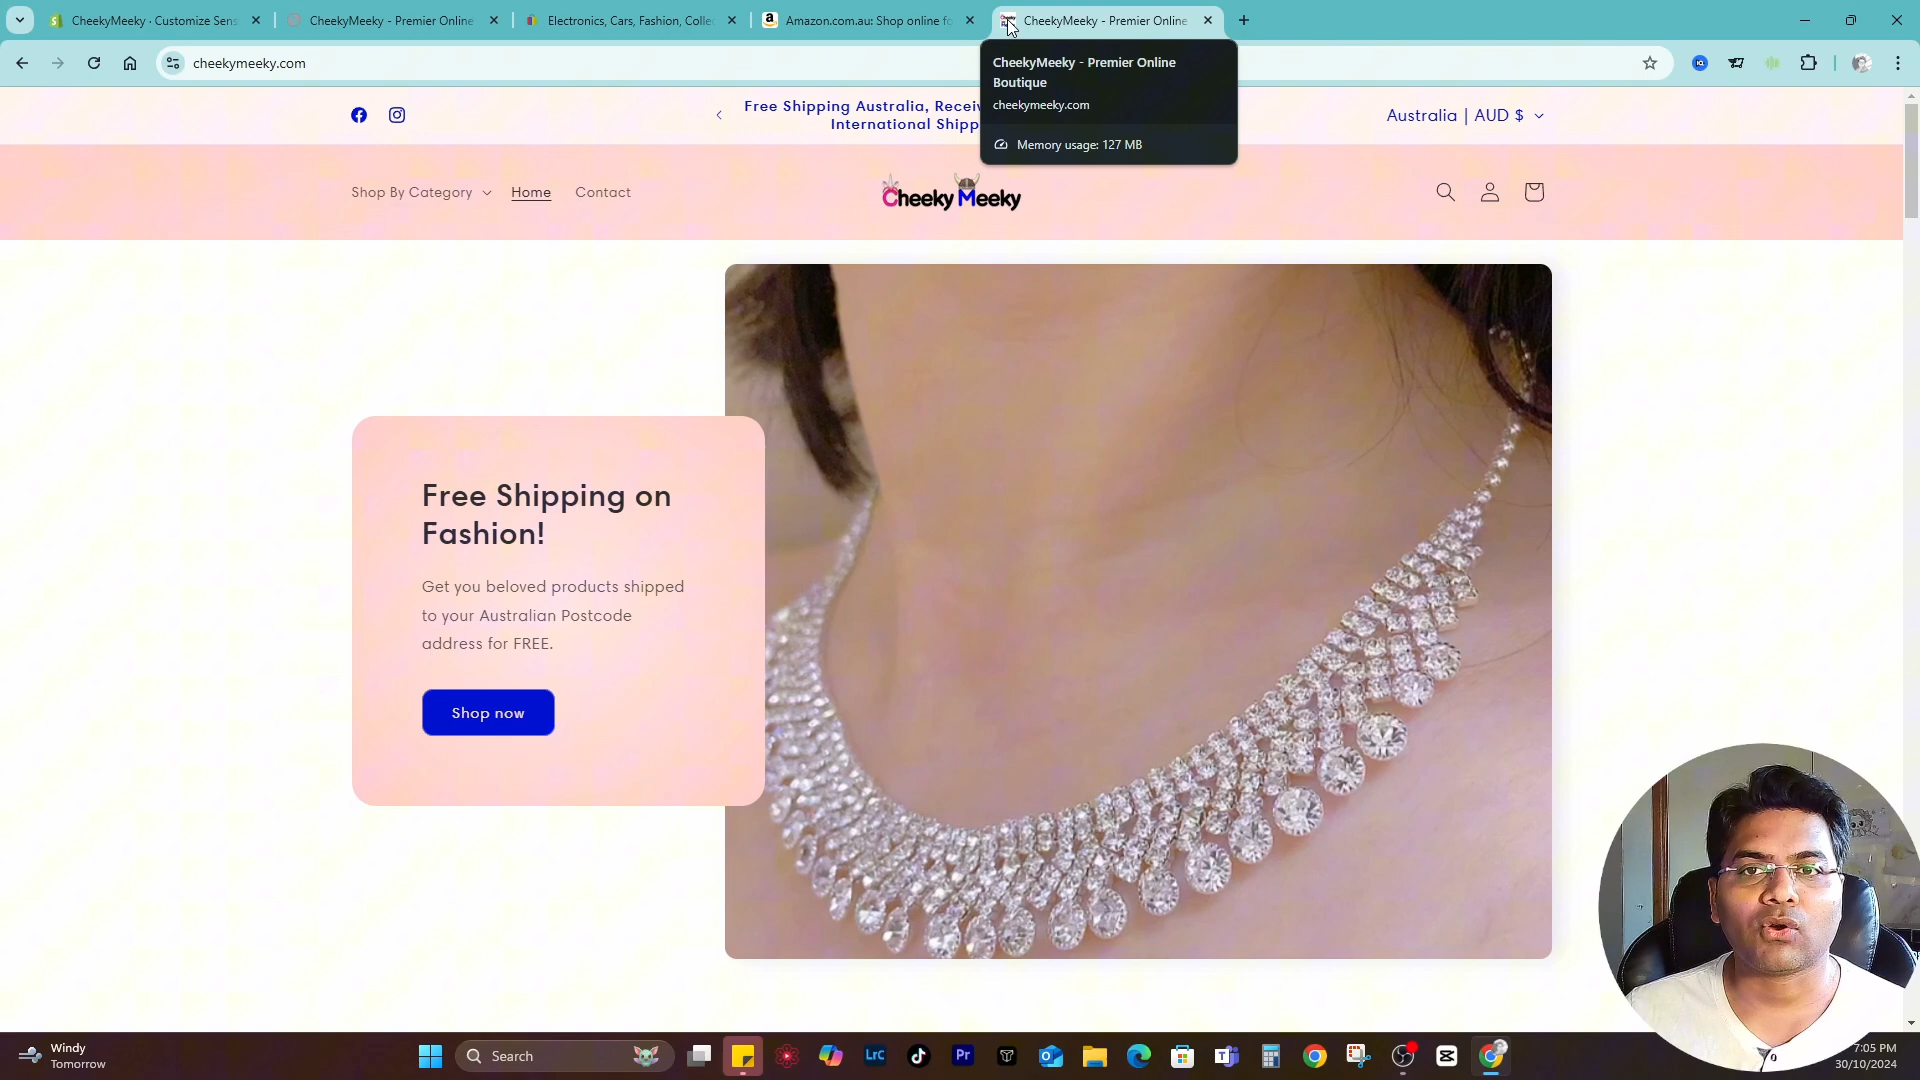 CheekyMeeky · Customize Sens
CheekyMeeky - Premier Online
Electronics, Cars, Fashion, Colle
Amazon.com.au: Shop online fo
CheekyMeeky - Premier Online
cheekymeeky.com
CheekyMeeky - Premier Online
Boutique
cheekymeeky.com
Memory usage: 127 MB
Free Shipping Australia, Receiv
International Shipp
Australia | AUD $
Shop By Category
Home
Contact
Cheeky Meeky
Free Shipping on
Fashion!
Get you beloved products shipped
to your Australian Postcode
address for FREE.
Shop now
Windy
Tomorrow
Search
LrC
Pr
7:05 PM
30/10/2024